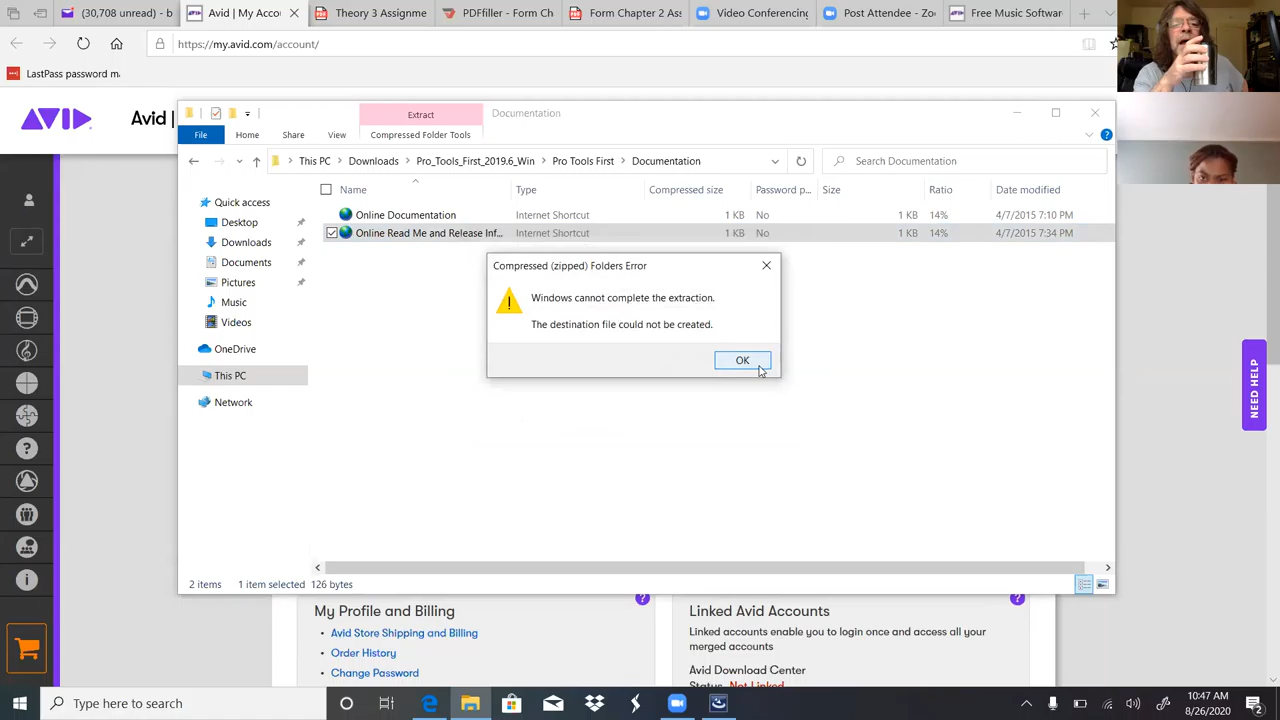 (30,708 unread) - b
Avid | My Accou
Theory 3 Assignme
PDFfiller - Form Ch
Form Chapter 2 Ass
Video Conferencing
Post Attendee - Zo
Free Music Softwar
https://my.avid.com/account/
LastPass password ma
AVID
Avid |
Extract
Documentation
File
Home
Share
View
Compressed Folder Tools
This PC
Downloads
Pro_Tools_First_2019.6_Win
Pro Tools First
Documentation
Search Documentation
Name
Type
Compressed size
Password p...
Size
Ratio
Date modified
Online Documentation
Internet Shortcut
1 KB
No
1 KB
14%
4/7/2015 7:10 PM
Online Read Me and Release Inf...
Internet Shortcut
1 KB
No
1 KB
14%
4/7/2015 7:34 PM
Quick access
Desktop
Downloads
Documents
Pictures
Music
Videos
OneDrive
This PC
Network
Compressed (zipped) Folders Error
Windows cannot complete the extraction.
The destination file could not be created.
OK
NEED HELP
2 items
1 item selected 126 bytes
My Profile and Billing
Avid Store Shipping and Billing
Order History
Change Password
Linked Avid Accounts
Linked accounts enable you to login once and access all your
merged accounts
Avid Download Center
Status Not Linked
Type here to search
10:47 AM
8/26/2020
2